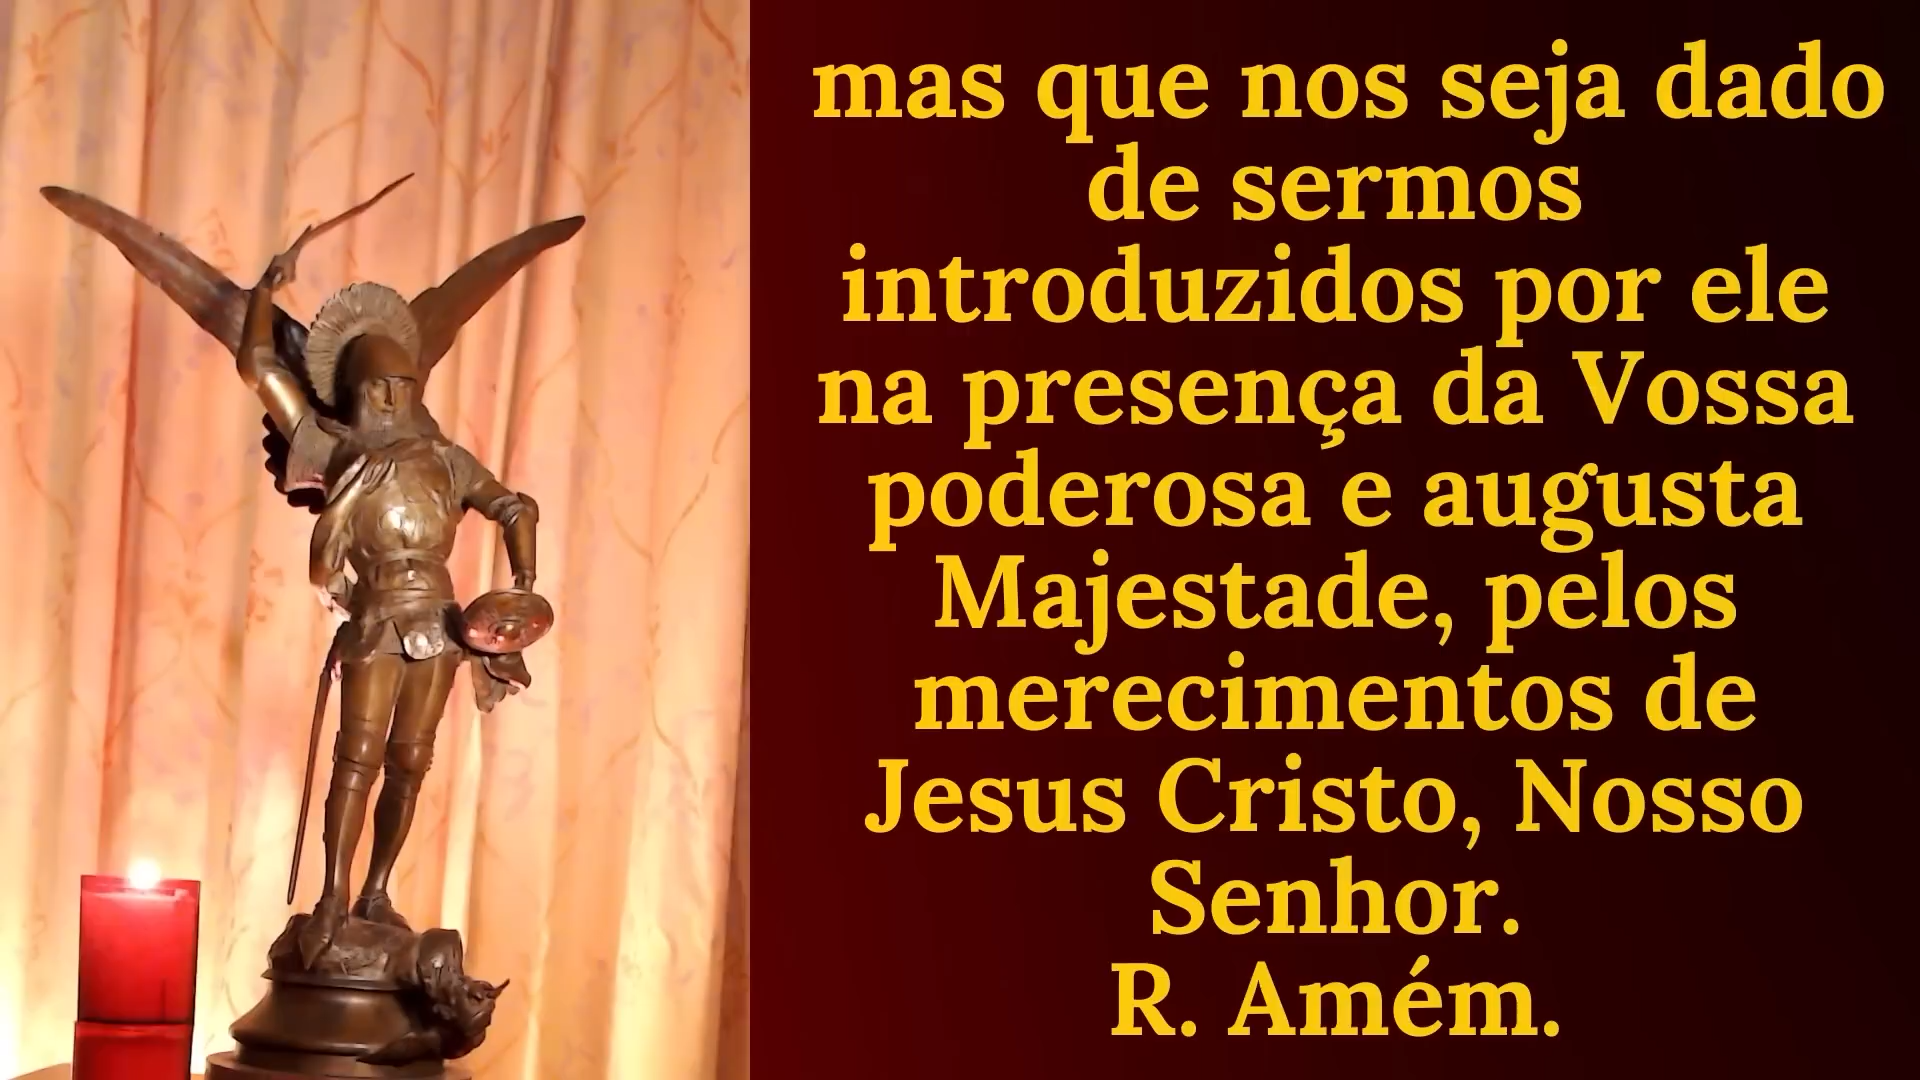 mas que nos seja dado
de sermos
introduzidos por ele
na presença da Vossa
poderosa e augusta
Majestade, pelos
merecimentos de
Jesus Cristo, Nosso
Senhor.
R. Amém.